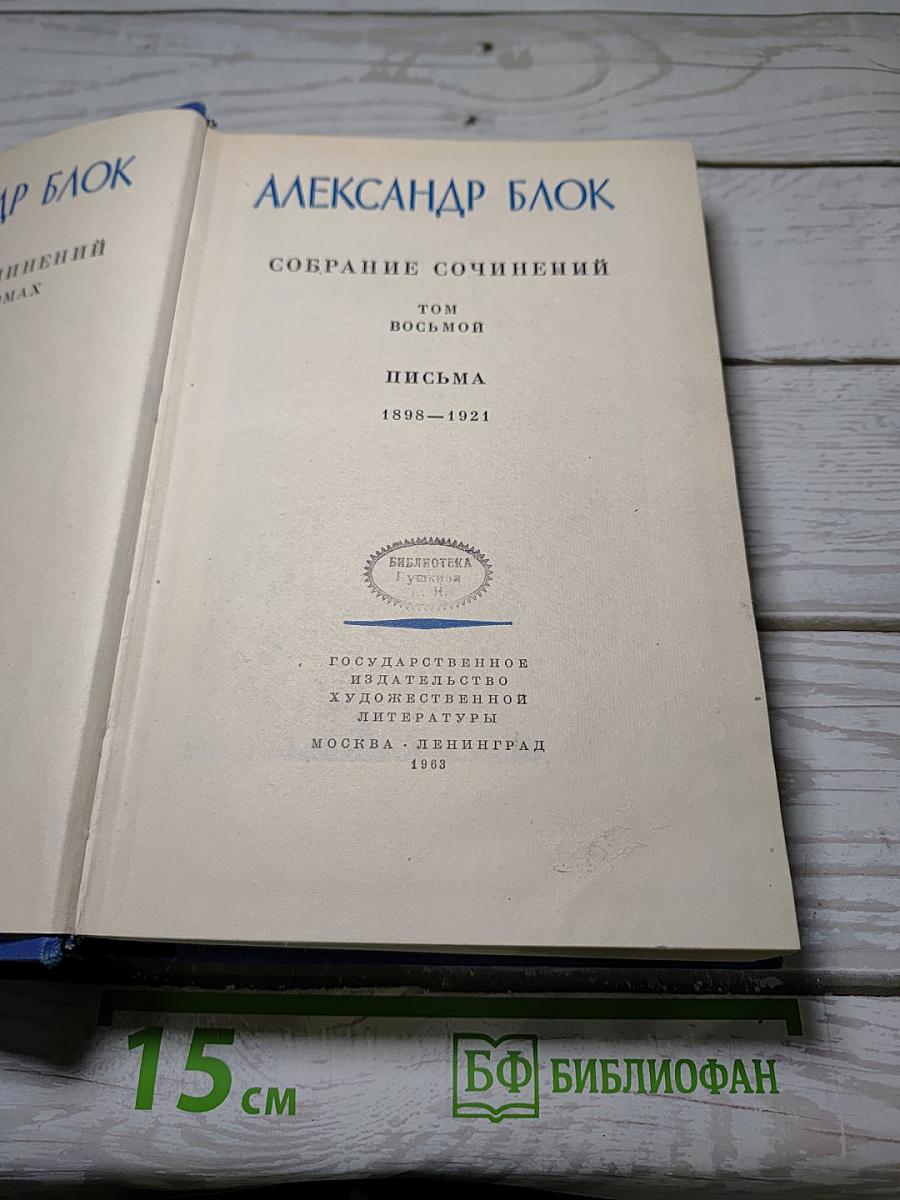 ДР БЛОК
ЧИНЕНИЙ
ОМАХ
АЛЕКСАНДР БЛОК
СОБРАНИЕ СОЧИНЕНИЙ
ТОМ
ВОСЬМОЙ
ПИСЬМА
1898—1921
БИБЛИОТЕКА
Пушкина
Н.
ГОСУДАРСТВЕННОЕ
ИЗДАТЕЛЬСТВО
ХУДОЖЕСТВЕННОЙ
ЛИТЕРАТУРЫ
МОСКВА · ЛЕНИНГРАД
1963
15 см
БФ БИБЛИОФАН